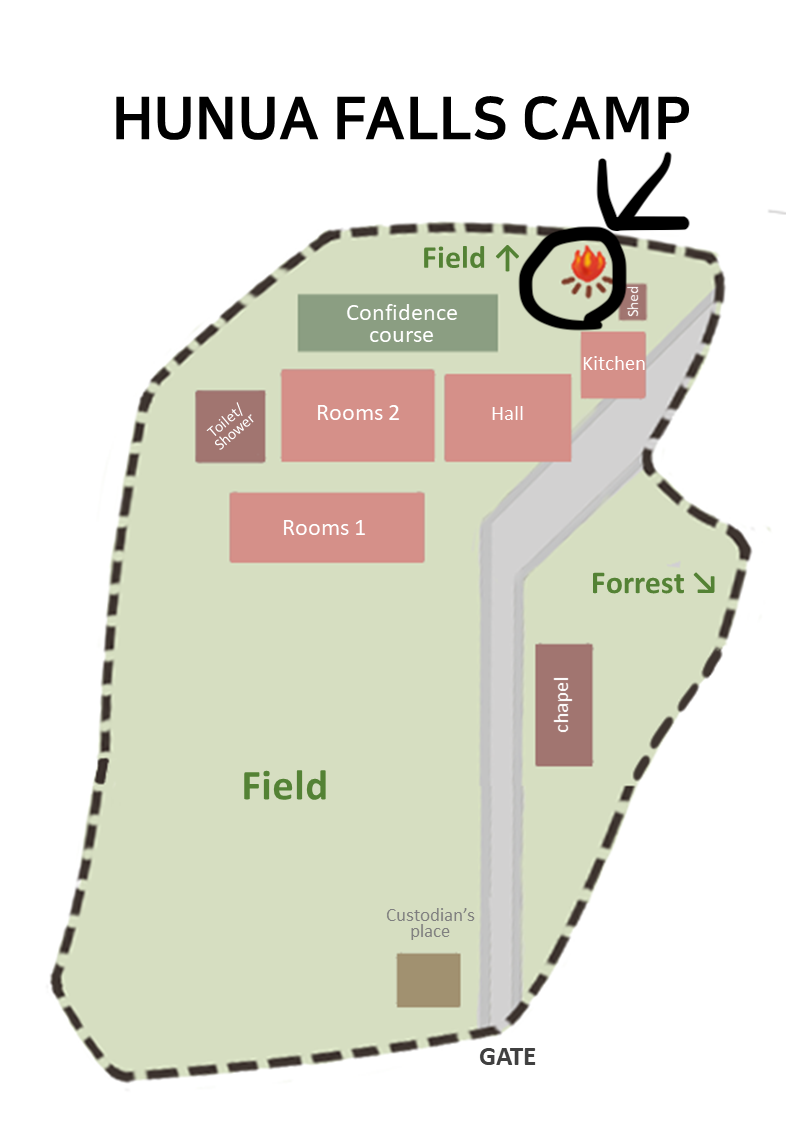 HUNUA FALLS CAMP
Field ↑
Shed
Confidence
course
Kitchen
Toilet/
Shower
Rooms 2
Hall
Rooms 1
Forrest ↘
chapel
Field
Custodian’s
place
GATE